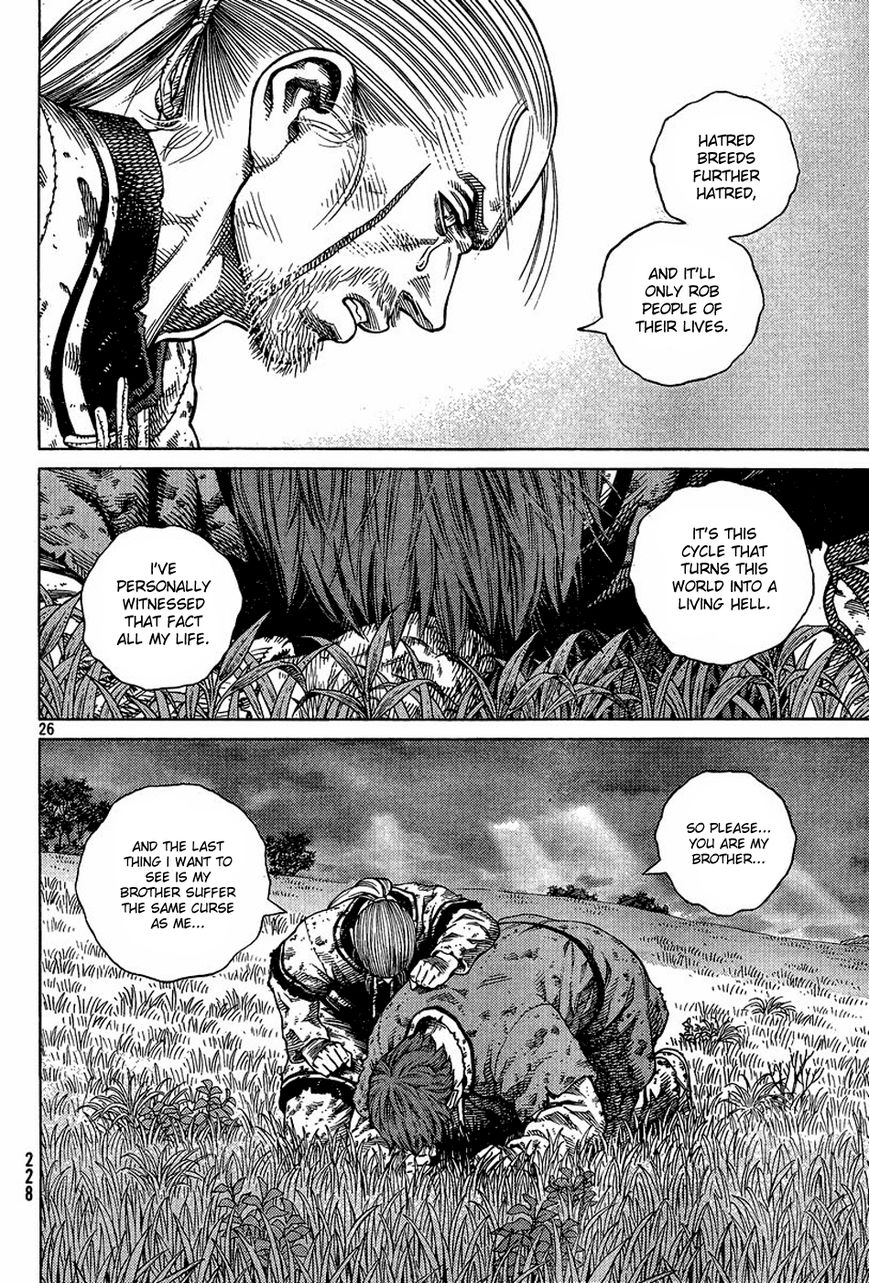 HATRED
BREEDS
FURTHER
HATRED,
AND IT'LL
ONLY ROB
PEOPLE OF
THEIR LIVES.
IT'S THIS
CYCLE THAT
TURNS THIS
WORLD INTO A
LIVING HELL.
I'VE
PERSONALLY
WITNESSED
THAT FACT
ALL MY LIFE.
26
SO PLEASE...
YOU ARE MY
BROTHER...
AND THE LAST
THING I WANT TO
SEE IS MY
BROTHER SUFFER
THE SAME CURSE
AS ME...
228